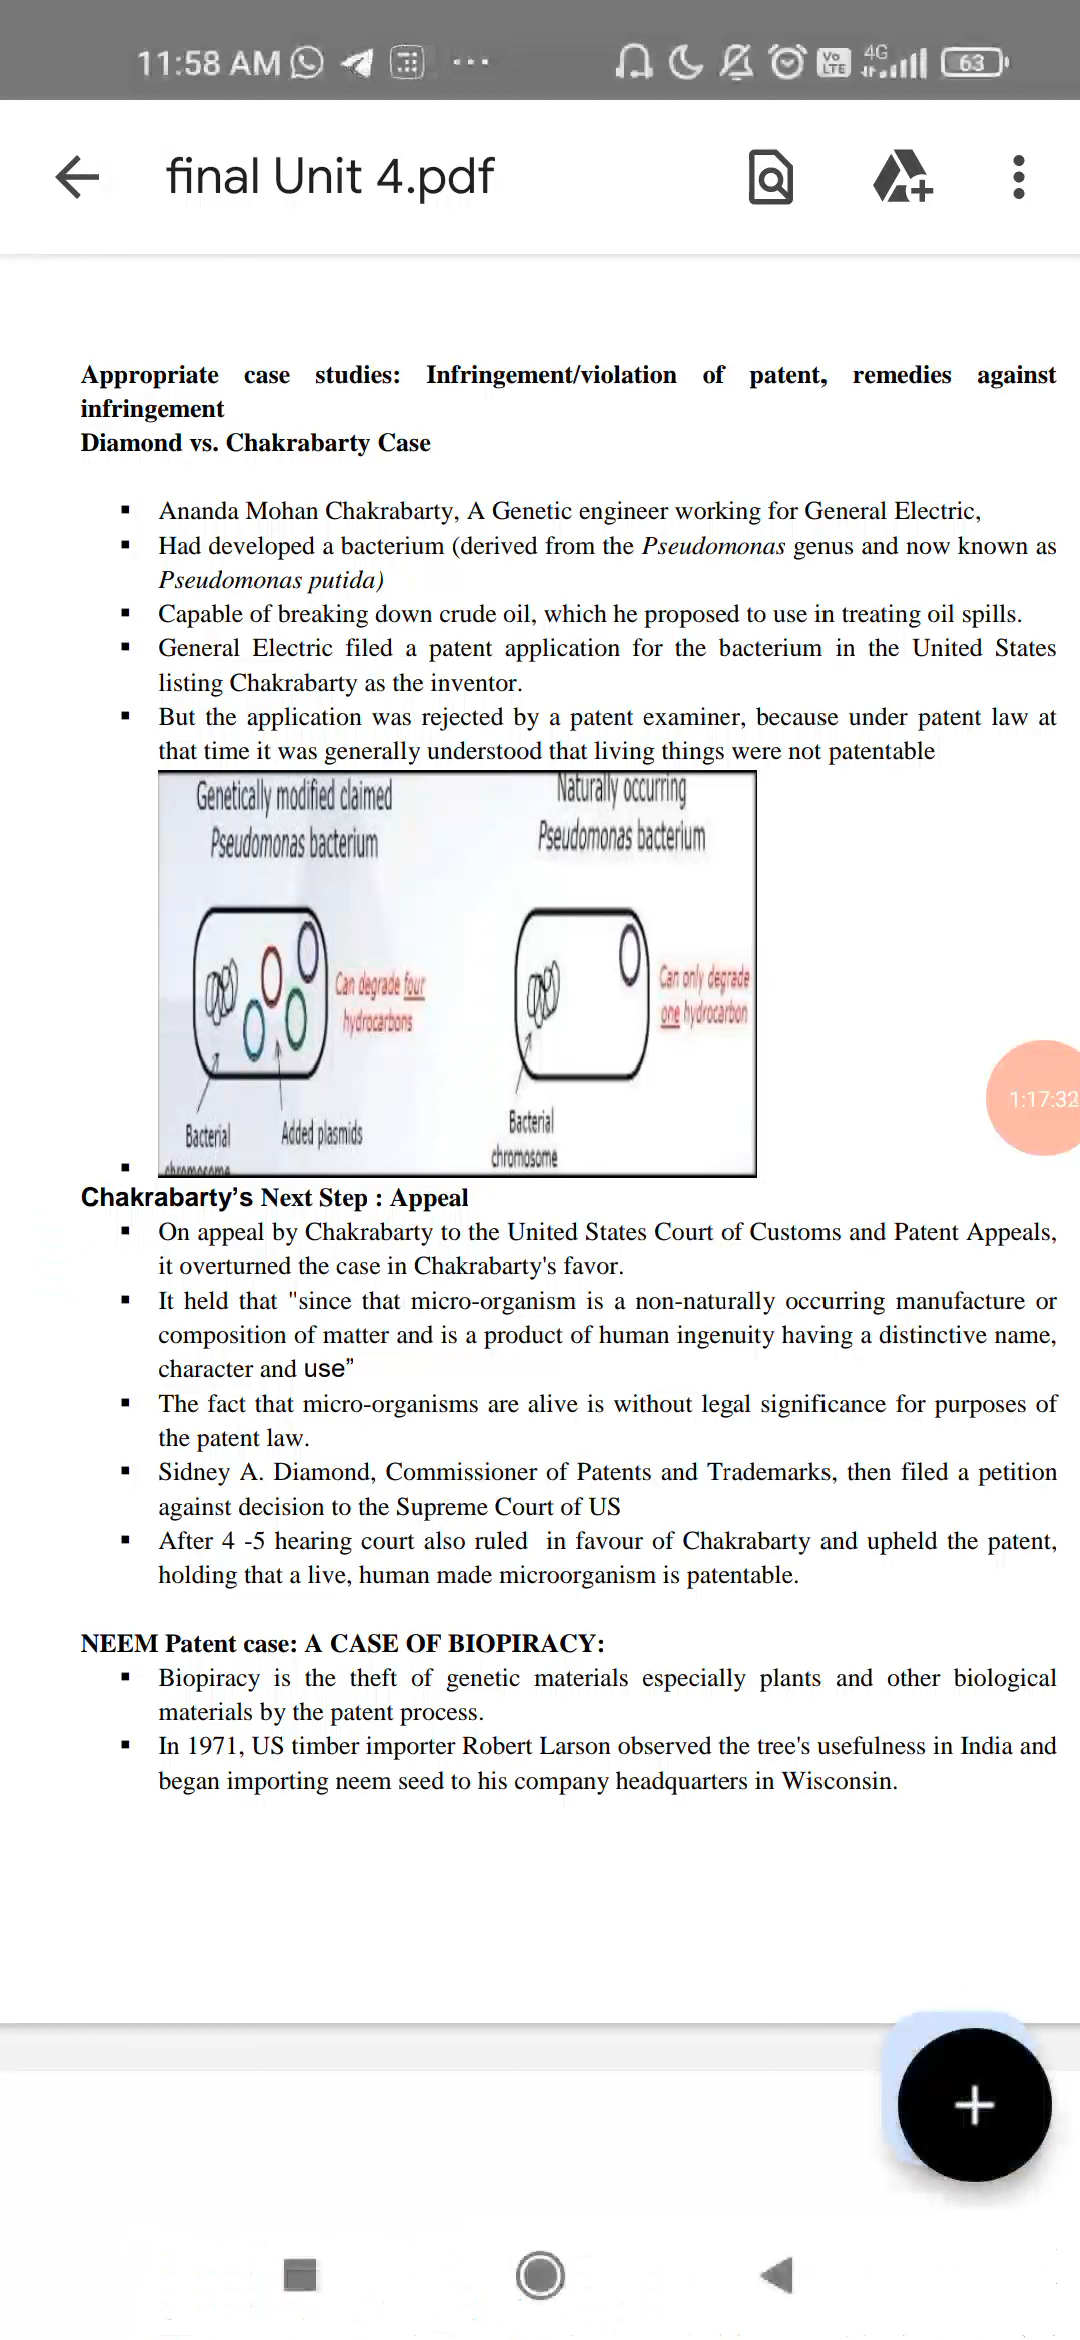 11:58 AM ... Vo LTE 4G 63
final Unit 4.pdf
Appropriate case studies: Infringement/violation of patent, remedies against
infringement
Diamond vs. Chakrabarty Case
▪ Ananda Mohan Chakrabarty, A Genetic engineer working for General Electric,
▪ Had developed a bacterium (derived from the Pseudomonas genus and now known as
Pseudomonas putida)
▪ Capable of breaking down crude oil, which he proposed to use in treating oil spills.
▪ General Electric filed a patent application for the bacterium in the United States
listing Chakrabarty as the inventor.
▪ But the application was rejected by a patent examiner, because under patent law at
that time it was generally understood that living things were not patentable
Genetically modified claimed
Pseudomonas bacterium
Naturally occurring
Pseudomonas bacterium
Can degrade four
hydrocarbons
Can only degrade
one hydrocarbon
Bacterial
chromosome
Added plasmids
Bacterial
chromosome
1:17:32
▪
Chakrabarty's Next Step : Appeal
▪ On appeal by Chakrabarty to the United States Court of Customs and Patent Appeals,
it overturned the case in Chakrabarty's favor.
▪ It held that "since that micro-organism is a non-naturally occurring manufacture or
composition of matter and is a product of human ingenuity having a distinctive name,
character and use”
▪ The fact that micro-organisms are alive is without legal significance for purposes of
the patent law.
▪ Sidney A. Diamond, Commissioner of Patents and Trademarks, then filed a petition
against decision to the Supreme Court of US
▪ After 4 -5 hearing court also ruled in favour of Chakrabarty and upheld the patent,
holding that a live, human made microorganism is patentable.
NEEM Patent case: A CASE OF BIOPIRACY:
▪ Biopiracy is the theft of genetic materials especially plants and other biological
materials by the patent process.
▪ In 1971, US timber importer Robert Larson observed the tree's usefulness in India and
began importing neem seed to his company headquarters in Wisconsin.